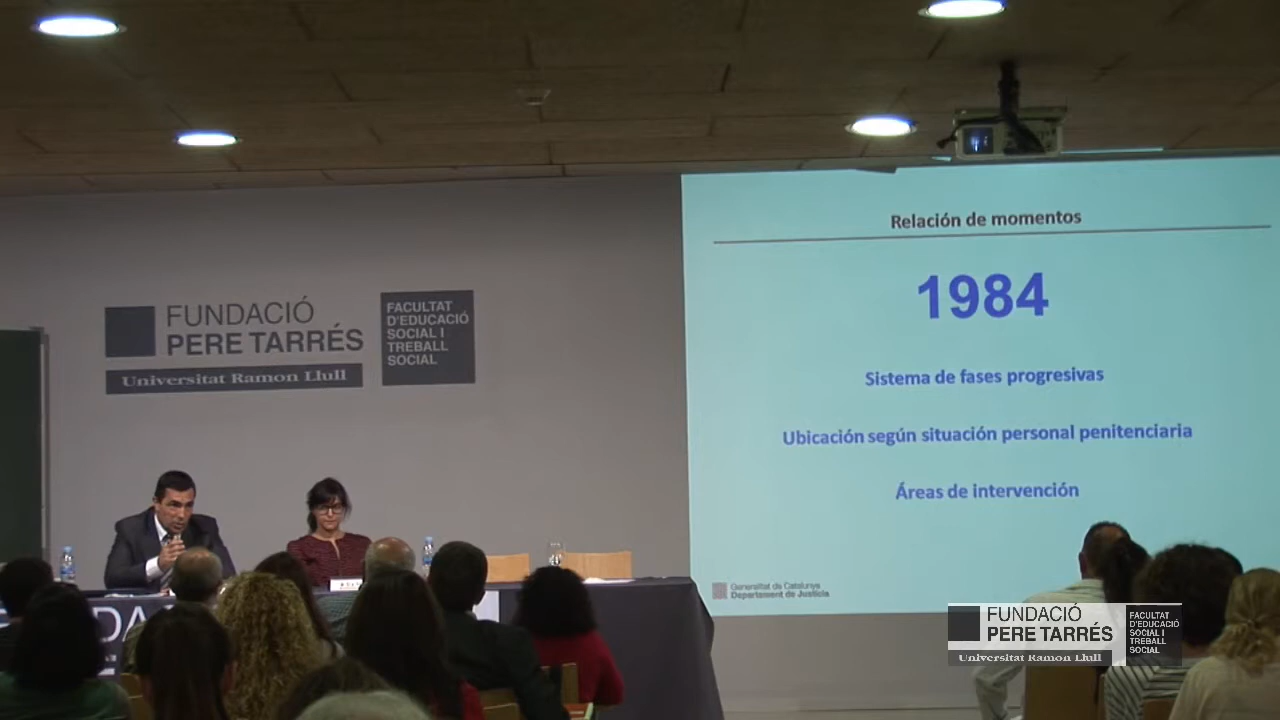 FUNDACIÓ
PERE TARRÉS
Universitat Ramon Llull
FACULTAT
D'EDUCACIÓ
SOCIAL I
TREBALL
SOCIAL
Relación de momentos
1984
Sistema de fases progresivas
Ubicación según situación personal penitenciaria
Áreas de intervención
Generalitat de Catalunya
Departament de Justícia
FUNDACIÓ
PERE TARRÉS
Universitat Ramon Llull
FACULTAT
D'EDUCACIÓ
SOCIAL I
TREBALL
SOCIAL
DA